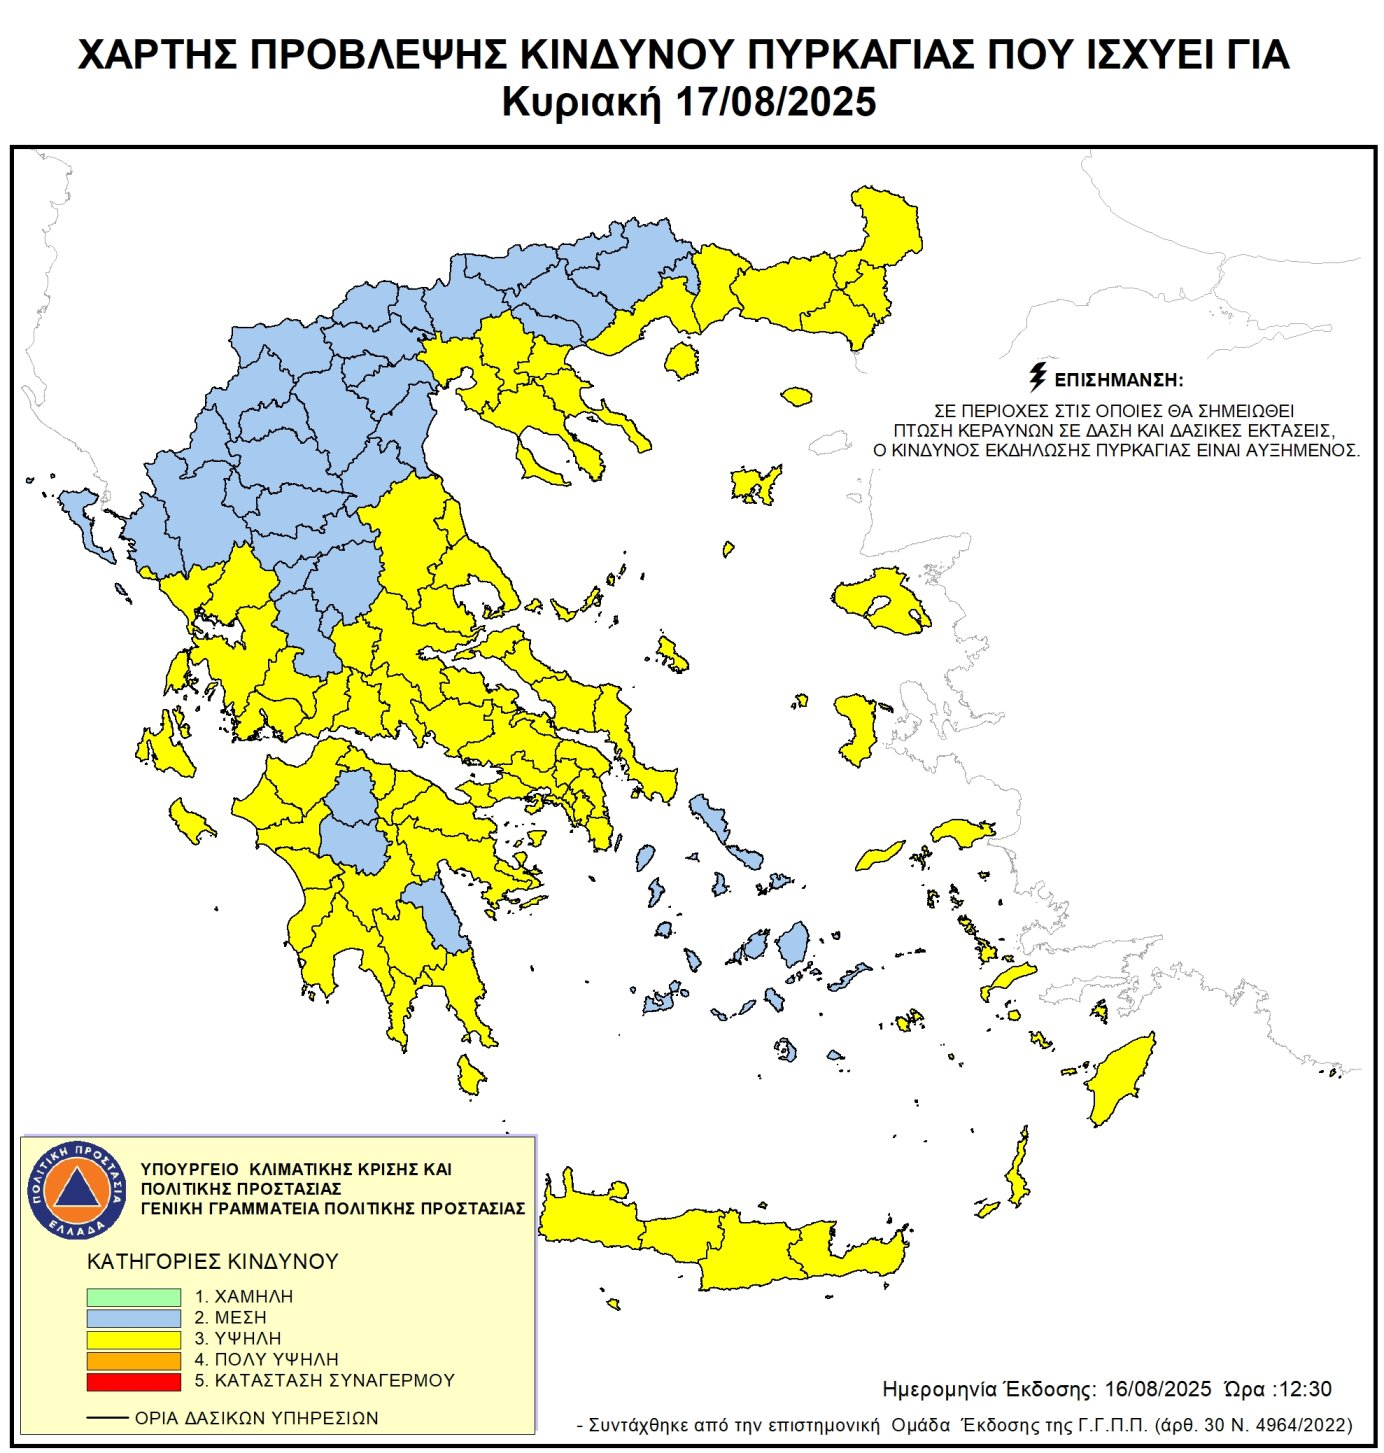 ΧΑΡΤΗΣ ΠΡΟΒΛΕΨΗΣ ΚΙΝΔΥΝΟΥ ΠΥΡΚΑΓΙΑΣ ΠΟΥ ΙΣΧΥΕΙ ΓΙΑ
Κυριακή 17/08/2025
ΕΠΙΣΗΜΑΝΣΗ:
ΣΕ ΠΕΡΙΟΧΕΣ ΣΤΙΣ ΟΠΟΙΕΣ ΘΑ ΣΗΜΕΙΩΘΕΙ
ΠΤΩΣΗ ΚΕΡΑΥΝΩΝ ΣΕ ΔΑΣΗ ΚΑΙ ΔΑΣΙΚΕΣ ΕΚΤΑΣΕΙΣ,
Ο ΚΙΝΔΥΝΟΣ ΕΚΔΗΛΩΣΗΣ ΠΥΡΚΑΓΙΑΣ ΕΙΝΑΙ ΑΥΞΗΜΕΝΟΣ.
ΠΟΛΙΤΙΚΗ ΠΡΟΣΤΑΣΙΑ
ΕΛΛΑΔΑ
ΥΠΟΥΡΓΕΙΟ ΚΛΙΜΑΤΙΚΗΣ ΚΡΙΣΗΣ ΚΑΙ
ΠΟΛΙΤΙΚΗΣ ΠΡΟΣΤΑΣΙΑΣ
ΓΕΝΙΚΗ ΓΡΑΜΜΑΤΕΙΑ ΠΟΛΙΤΙΚΗΣ ΠΡΟΣΤΑΣΙΑΣ
ΚΑΤΗΓΟΡΙΕΣ ΚΙΝΔΥΝΟΥ
1. ΧΑΜΗΛΗ
2. ΜΕΣΗ
3. ΥΨΗΛΗ
4. ΠΟΛΥ ΥΨΗΛΗ
5. ΚΑΤΑΣΤΑΣΗ ΣΥΝΑΓΕΡΜΟΥ
ΟΡΙΑ ΔΑΣΙΚΩΝ ΥΠΗΡΕΣΙΩΝ
Ημερομηνία Έκδοσης: 16/08/2025 Ώρα :12:30
- Συντάχθηκε από την επιστημονική Ομάδα Έκδοσης της Γ.Γ.Π.Π. (άρθ. 30 Ν. 4964/2022)